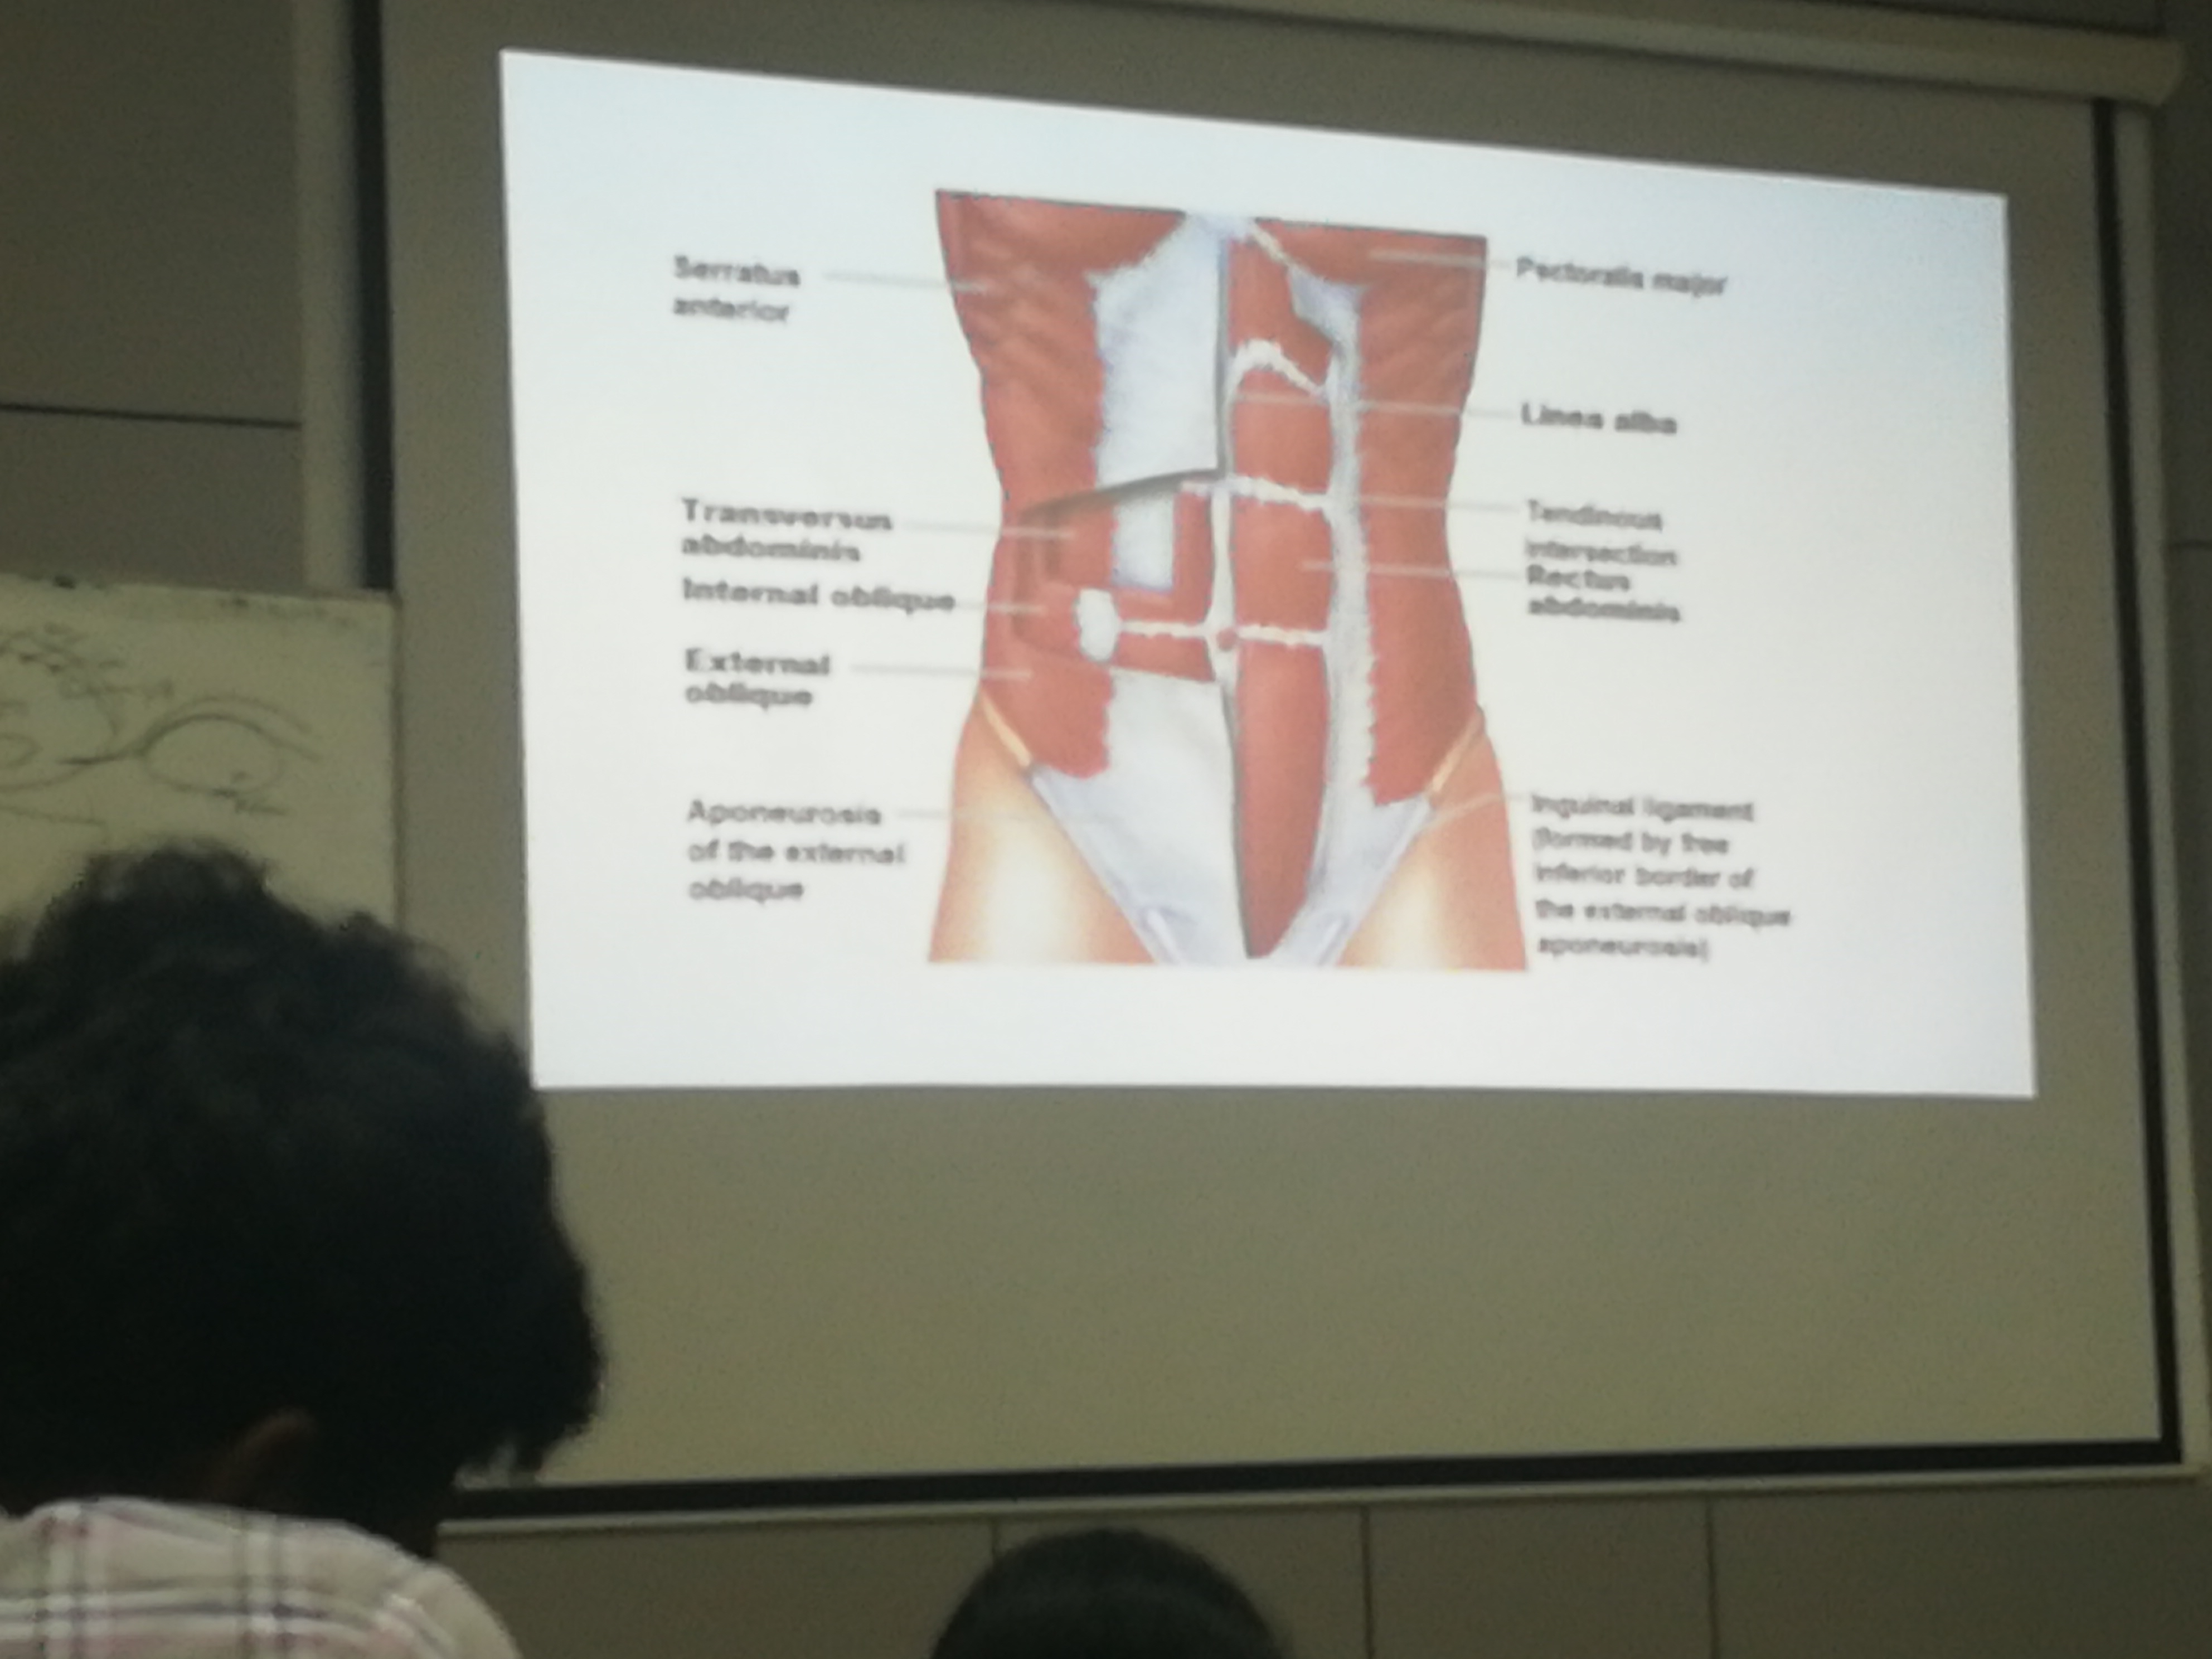 Serratus
anterior
Transversus
abdominis
Internal oblique
External
oblique
Aponeurosis
of the external
oblique
Pectoralis major
Linea alba
Tendinous
intersection
Rectus
abdominis
Inguinal ligament
(formed by free
inferior border of
the external oblique
aponeurosis)